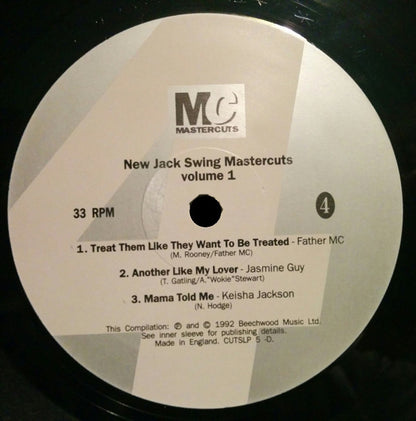 MC
MASTERCUTS
New Jack Swing Mastercuts
volume 1
33 RPM
4
1. Treat Them Like They Want To Be Treated - Father MC
(M. Rooney/Father MC)
2. Another Like My Lover - Jasmine Guy
(T. Gatling/A."Wokie"Stewart)
3. Mama Told Me - Keisha Jackson
(N. Hodge)
This Compilation: ℗ and © 1992 Beechwood Music Ltd.
See inner sleeve for publishing details.
Made in England. CUTSLP 5 -D.